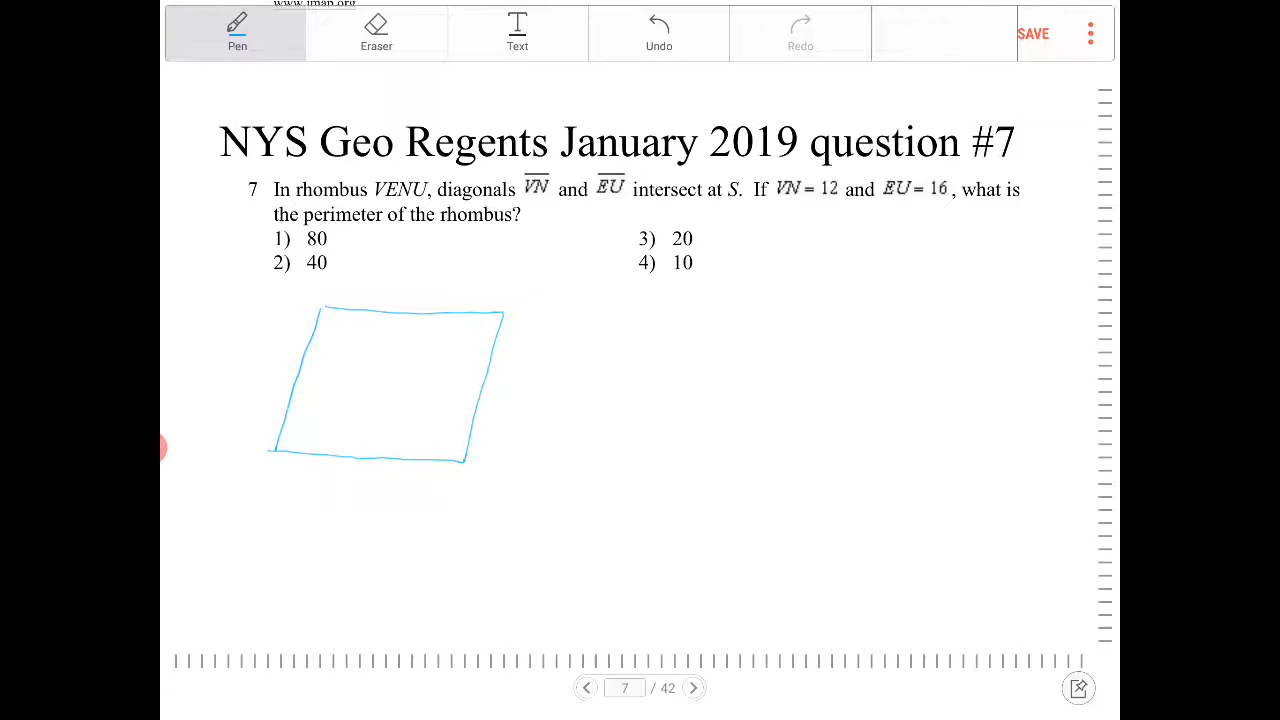 www.jmap.org
Pen
Eraser
Text
Undo
Redo
SAVE
NYS Geo Regents January 2019 question #7
7 In rhombus VENU, diagonals VN and EU intersect at S. If VN = 12 and EU = 16, what is
the perimeter of the rhombus?
1) 80 3) 20
2) 40 4) 10
7 / 42